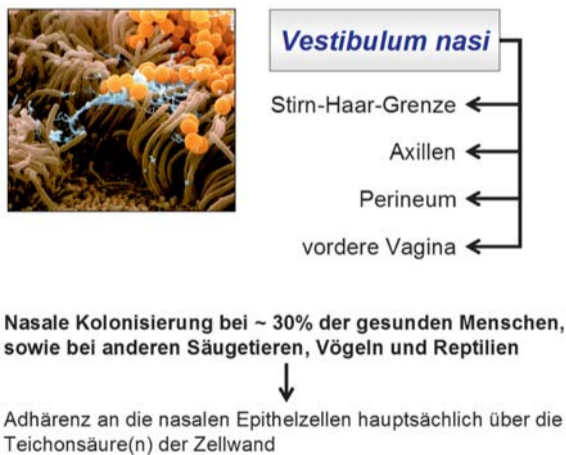 Vestibulum nasi
Stirn-Haar-Grenze
Axillen
Perineum
vordere Vagina
Nasale Kolonisierung bei ~ 30% der gesunden Menschen,
sowie bei anderen Säugetieren, Vögeln und Reptilien
Adhärenz an die nasalen Epithelzellen hauptsächlich über die
Teichonsäure(n) der Zellwand